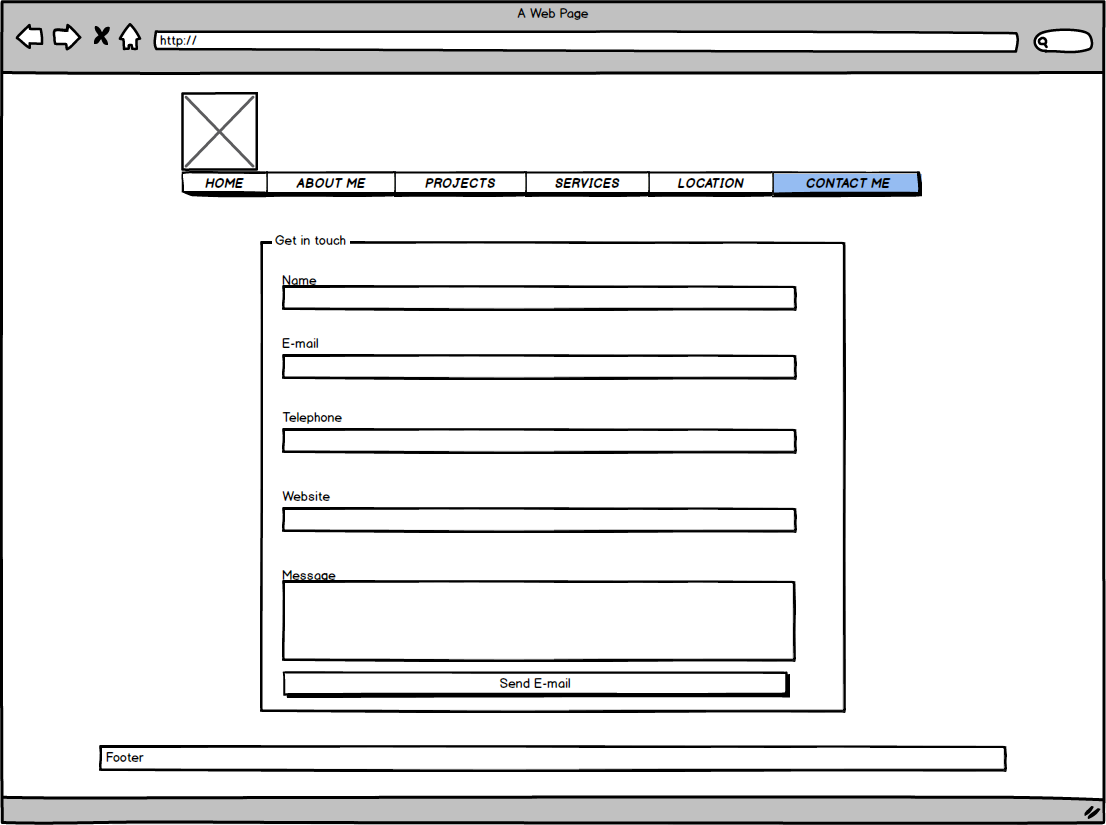 A Web Page
http://
HOME ABOUT ME PROJECTS SERVICES LOCATION CONTACT ME
Get in touch
Name
E-mail
Telephone
Website
Message
Send E-mail
Footer